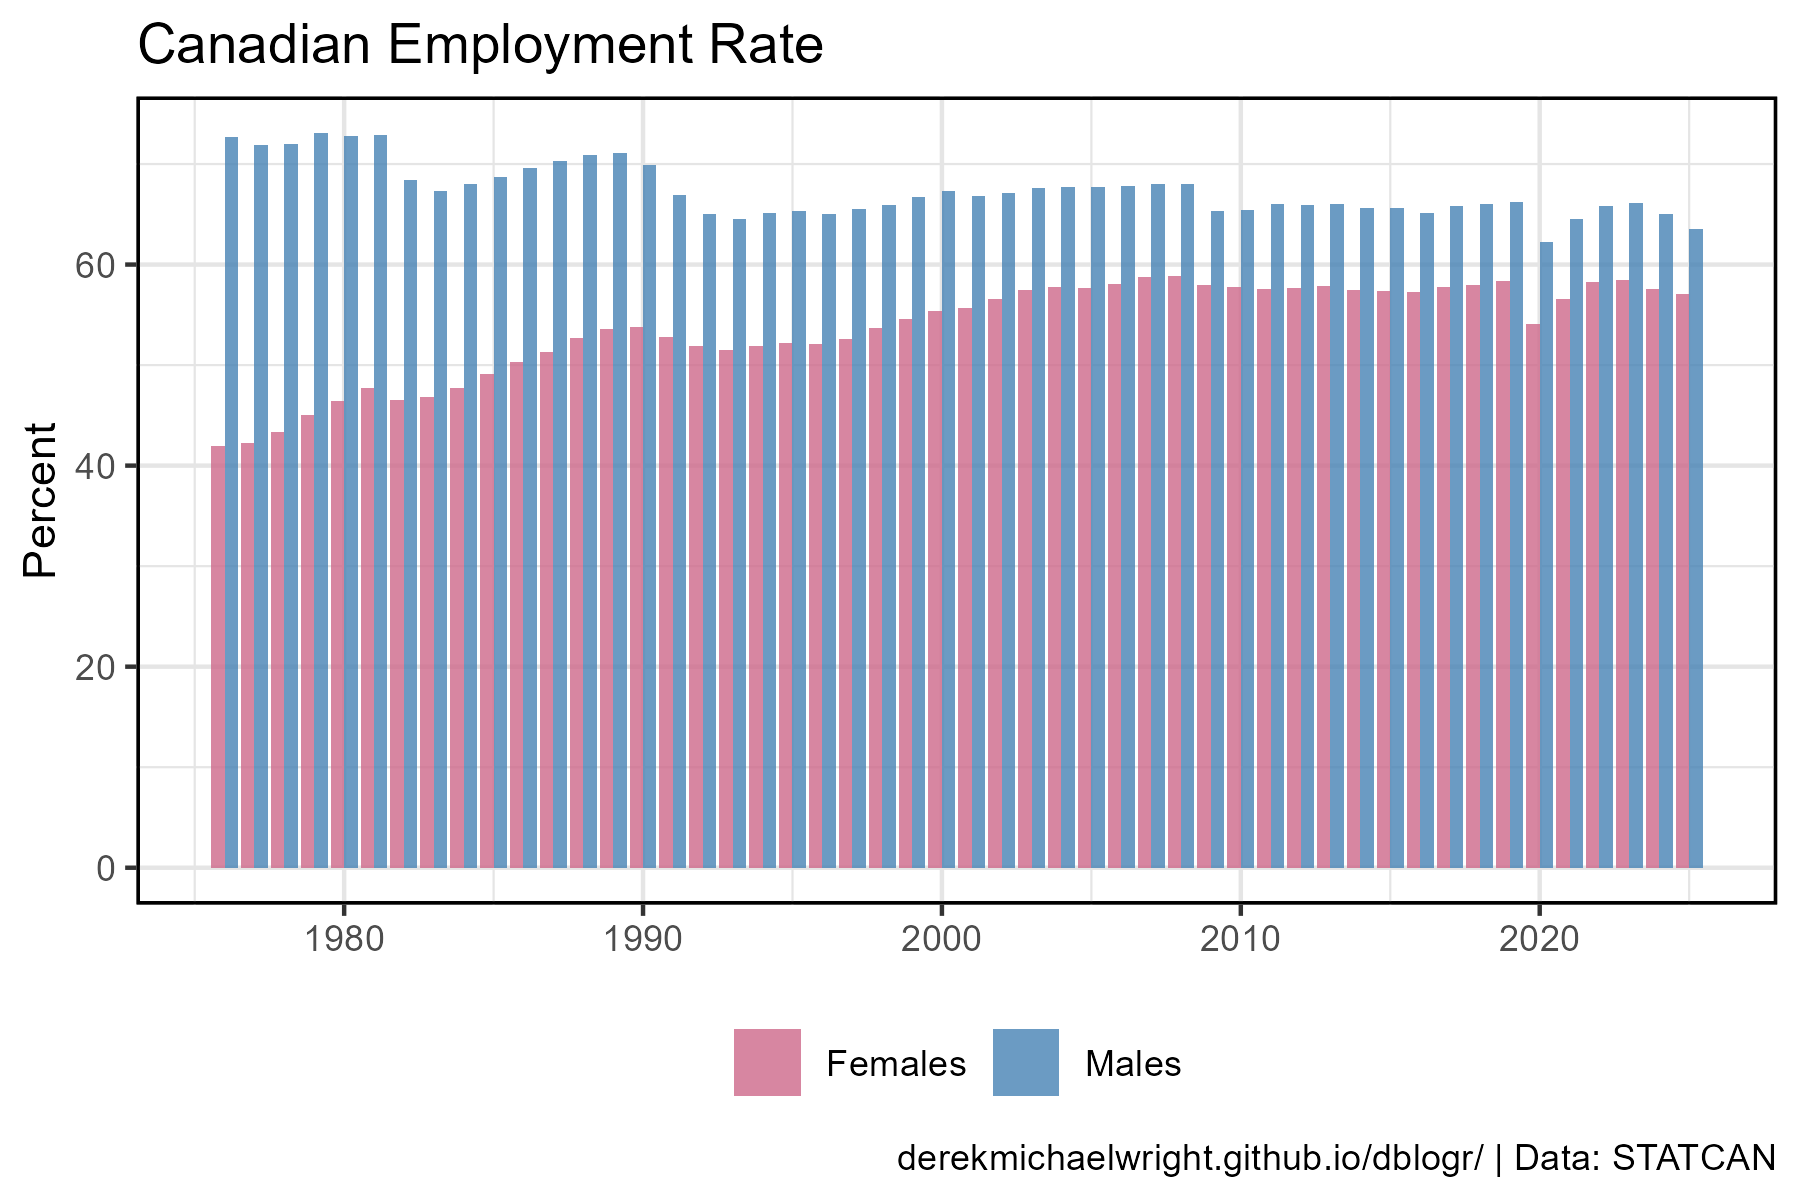 Canadian Employment Rate
Percent
60
40
20
0
1980 1990 2000 2010 2020
Females Males
derekmichaelwright.github.io/dblogr/ | Data: STATCAN